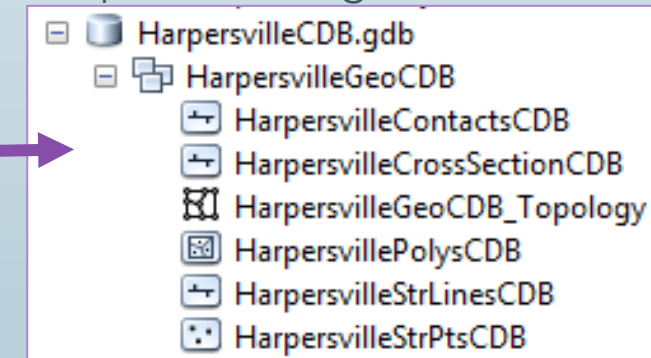 HarpersvilleCDB.gdb
HarpersvilleGeoCDB
HarpersvilleContactsCDB
HarpersvilleCrossSectionCDB
HarpersvilleGeoCDB_Topology
HarpersvillePolysCDB
HarpersvilleStrLinesCDB
HarpersvilleStrPtsCDB